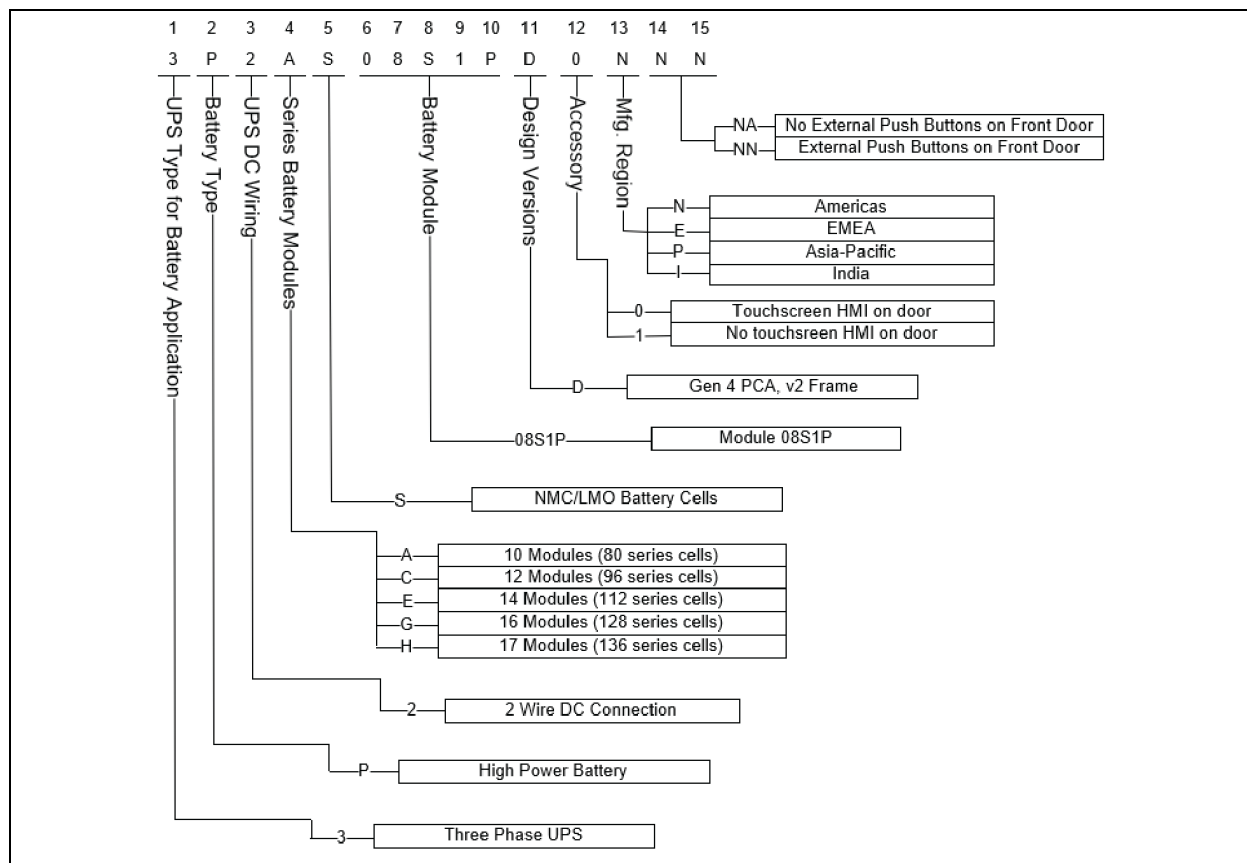 1 2 3 4 5 6 7 8 9 10 11 12 13 14 15
3 P 2 A S 0 8 S 1 P D 0 N N N
UPS Type for Battery Application
Battery Type
UPS DC Wiring
Series Battery Modules
Battery Module
Design Versions
Accessory
Mfg. Region
NA No External Push Buttons on Front Door
NN External Push Buttons on Front Door
N Americas
E EMEA
P Asia-Pacific
I India
0 Touchscreen HMI on door
1 No touchsreen HMI on door
D Gen 4 PCA, v2 Frame
08S1P Module 08S1P
S NMC/LMO Battery Cells
A 10 Modules (80 series cells)
C 12 Modules (96 series cells)
E 14 Modules (112 series cells)
G 16 Modules (128 series cells)
H 17 Modules (136 series cells)
2 2 Wire DC Connection
P High Power Battery
3 Three Phase UPS